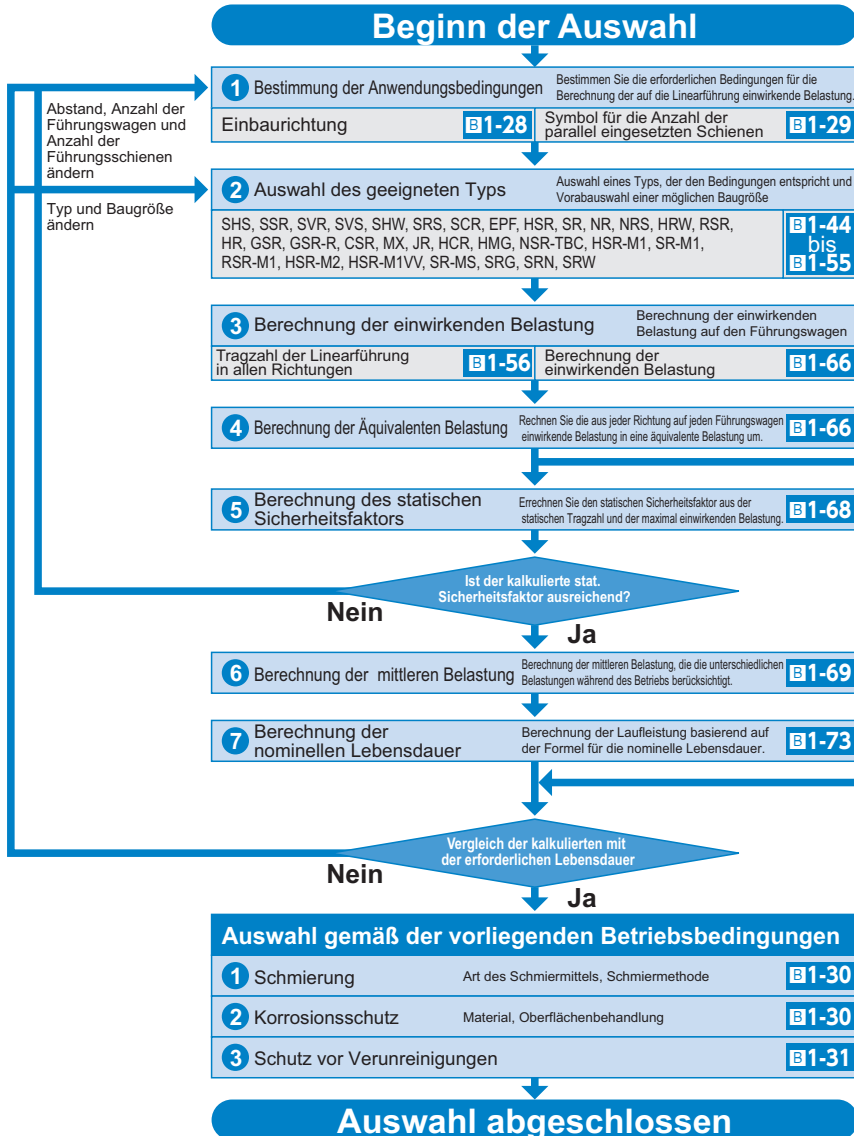 Beginn der Auswahl
1 Bestimmung der Anwendungsbedingungen
Bestimmen Sie die erforderlichen Bedingungen für die
Berechnung der auf die Linearführung einwirkende Belastung.
Einbaurichtung B1-28
Symbol für die Anzahl der
parallel eingesetzten Schienen B1-29
Abstand, Anzahl der
Führungswagen und
Anzahl der
Führungsschienen
ändern
2 Auswahl des geeigneten Typs
Auswahl eines Typs, der den Bedingungen entspricht und
Vorabauswahl einer möglichen Baugröße
Typ und Baugröße
ändern
SHS, SSR, SVR, SVS, SHW, SRS, SCR, EPF, HSR, SR, NR, NRS, HRW, RSR,
HR, GSR, GSR-R, CSR, MX, JR, HCR, HMG, NSR-TBC, HSR-M1, SR-M1,
RSR-M1, HSR-M2, HSR-M1VV, SR-MS, SRG, SRN, SRW
B1-44
bis
B1-55
3 Berechnung der einwirkenden Belastung
Berechnung der einwirkenden
Belastung auf den Führungswagen
Tragzahl der Linearführung
in allen Richtungen B1-56
Berechnung der
einwirkenden Belastung B1-66
4 Berechnung der Äquivalenten Belastung
Rechnen Sie die aus jeder Richtung auf jeden Führungswagen
einwirkende Belastung in eine äquivalente Belastung um.
B1-66
5 Berechnung des statischen
Sicherheitsfaktors
Errechnen Sie den statischen Sicherheitsfaktor aus der
statischen Tragzahl und der maximal einwirkenden Belastung.
B1-68
Ist der kalkulierte stat.
Sicherheitsfaktor ausreichend?
Nein
Ja
6 Berechnung der mittleren Belastung
Berechnung der mittleren Belastung, die die unterschiedlichen
Belastungen während des Betriebs berücksichtigt.
B1-69
7 Berechnung der
nominellen Lebensdauer
Berechnung der Laufleistung basierend auf
der Formel für die nominelle Lebensdauer.
B1-73
Vergleich der kalkulierten mit
der erforderlichen Lebensdauer
Nein
Ja
Auswahl gemäß der vorliegenden Betriebsbedingungen
1 Schmierung Art des Schmiermittels, Schmiermethode B1-30
2 Korrosionsschutz Material, Oberflächenbehandlung B1-30
3 Schutz vor Verunreinigungen B1-31
Auswahl abgeschlossen